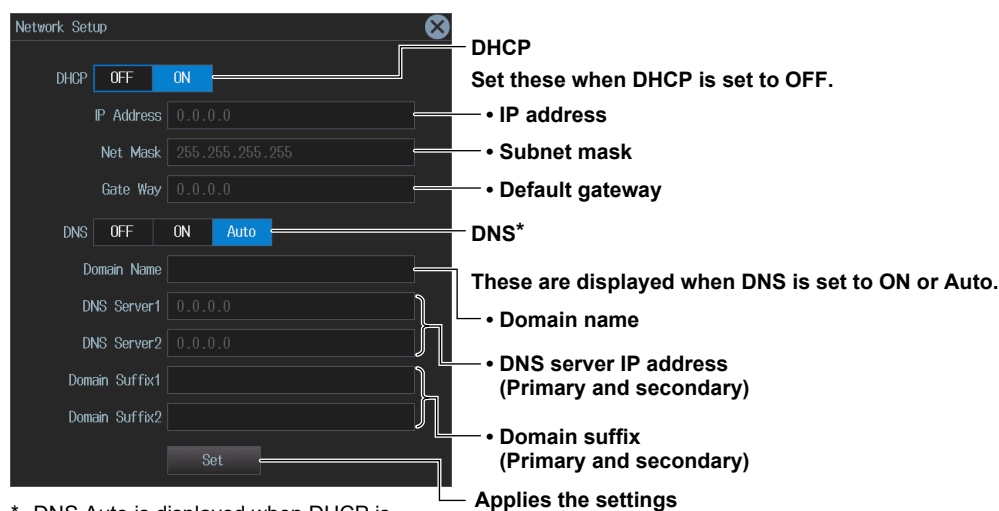 Network Setup
DHCP OFF ON
DHCP
Set these when DHCP is set to OFF.
IP Address 0.0.0.0
• IP address
Net Mask 255.255.255.255
• Subnet mask
Gate Way 0.0.0.0
• Default gateway
DNS OFF ON Auto
DNS*
Domain Name
These are displayed when DNS is set to ON or Auto.
• Domain name
DNS Server1 0.0.0.0
DNS Server2 0.0.0.0
• DNS server IP address
(Primary and secondary)
Domain Suffix1
Domain Suffix2
• Domain suffix
(Primary and secondary)
Set
Applies the settings
* DNS Auto is displayed when DHCP is